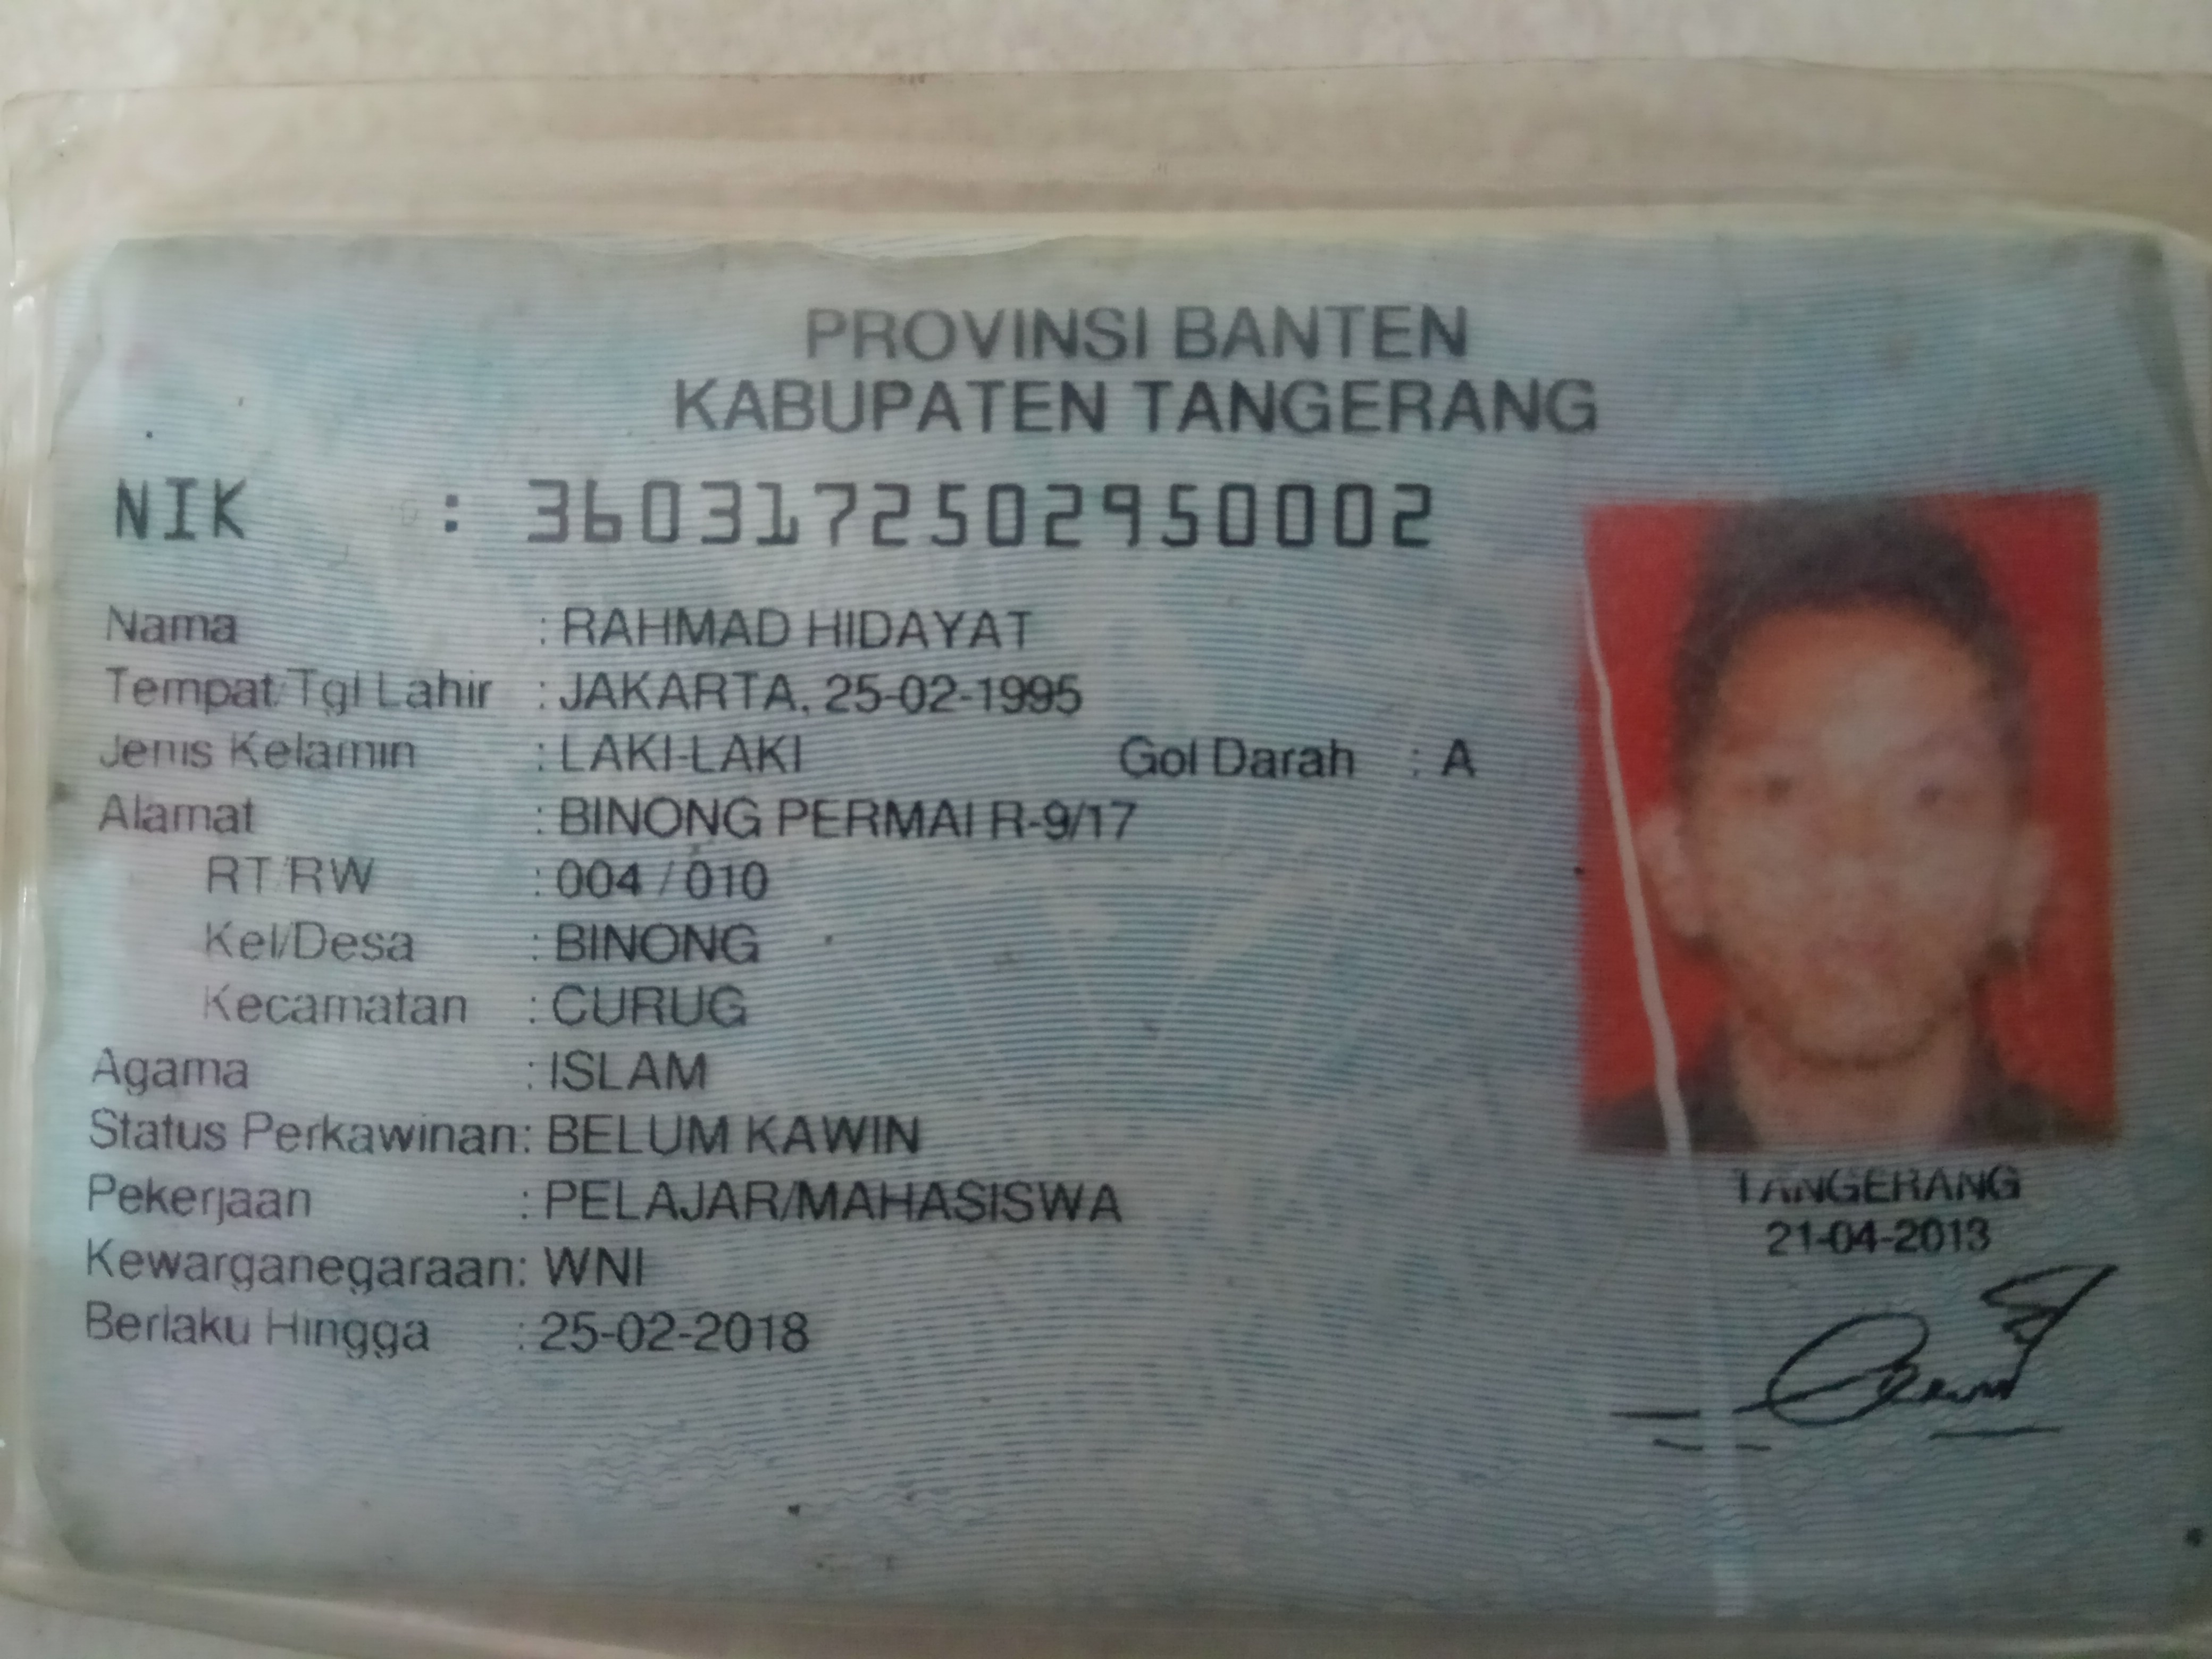 PROVINSI BANTEN
KABUPATEN TANGERANG
NIK : 3603172502950002
Nama : RAHMAD HIDAYAT
Tempat/Tgl Lahir : JAKARTA, 25-02-1995
Jenis Kelamin : LAKI-LAKI Gol Darah : A
Alamat : BINONG PERMAI R-9/17
RT/RW : 004 / 010
Kel/Desa : BINONG
Kecamatan : CURUG
Agama : ISLAM
Status Perkawinan: BELUM KAWIN
Pekerjaan : PELAJAR/MAHASISWA
Kewarganegaraan: WNI
Berlaku Hingga : 25-02-2018
TANGERANG
21-04-2013